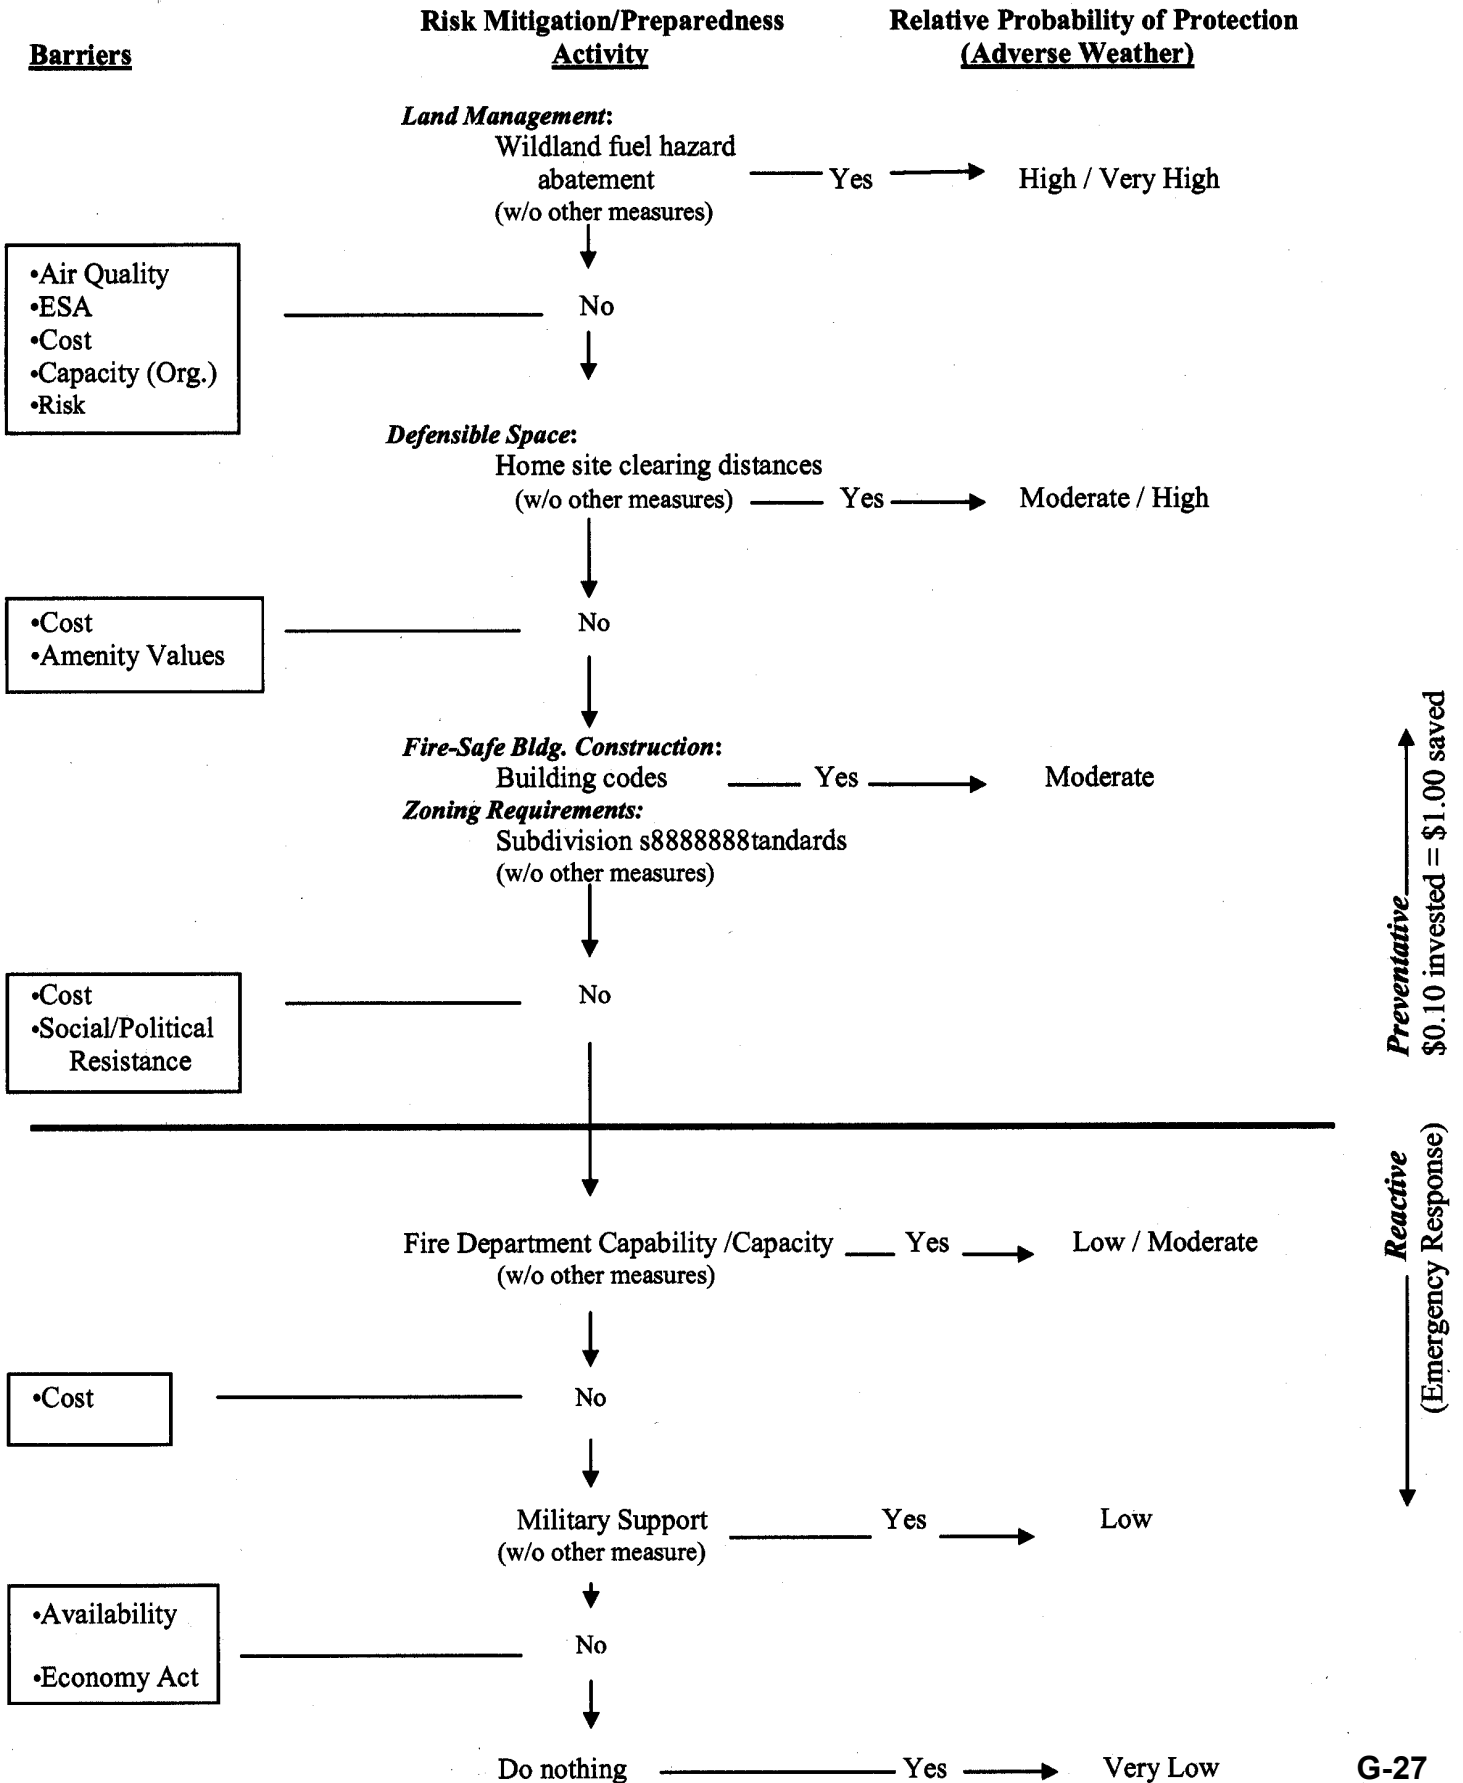 Barriers
Risk Mitigation/Preparedness
Activity
Relative Probability of Protection
(Adverse Weather)
Land Management:
Wildland fuel hazard
abatement
(w/o other measures)
Yes
High / Very High
•Air Quality
•ESA
•Cost
•Capacity (Org.)
•Risk
No
Defensible Space:
Home site clearing distances
(w/o other measures)
Yes
Moderate / High
•Cost
•Amenity Values
No
Fire-Safe Bldg. Construction:
Building codes
Yes
Moderate
Zoning Requirements:
Subdivision s8888888tandards
(w/o other measures)
•Cost
•Social/Political
Resistance
No
Preventative
$0.10 invested = $1.00 saved
Reactive
(Emergency Response)
Fire Department Capability /Capacity
Yes
Low / Moderate
(w/o other measures)
•Cost
No
Military Support
Yes
Low
(w/o other measure)
•Availability
•Economy Act
No
Do nothing
Yes
Very Low
G-27